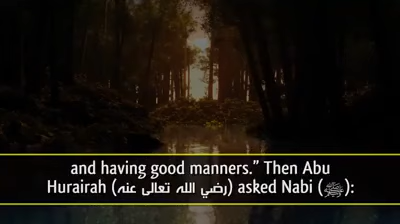 and having good manners.” Then Abu
Hurairah (رضي الله تعالى عنه) asked Nabi (ﷺ):